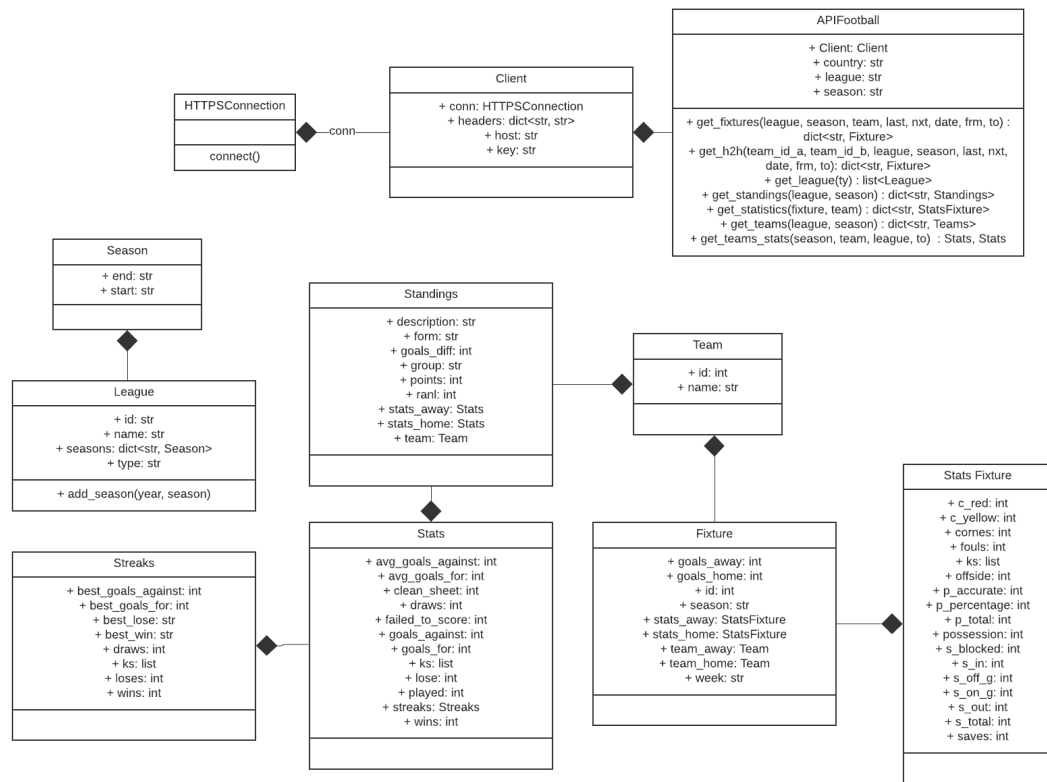 APIFootball
+ Client: Client
+ country: str
+ league: str
+ season: str
+ get_fixtures(league, season, team, last, nxt, date, frm, to) :
dict<str, Fixture>
+ get_h2h(team_id_a, team_id_b, league, season, last, nxt,
date, frm, to): dict<str, Fixture>
+ get_league(ty) : list<League>
+ get_standings(league, season) : dict<str, Standings>
+ get_statistics(fixture, team) : dict<str, StatsFixture>
+ get_teams(league, season) : dict<str, Teams>
+ get_teams_stats(season, team, league, to) : Stats, Stats
Client
+ conn: HTTPSConnection
+ headers: dict<str, str>
+ host: str
+ key: str
HTTPSConnection
connect()
conn
Season
+ end: str
+ start: str
Standings
+ description: str
+ form: str
+ goals_diff: int
+ group: str
+ points: int
+ ranl: int
+ stats_away: Stats
+ stats_home: Stats
+ team: Team
Team
+ id: int
+ name: str
League
+ id: str
+ name: str
+ seasons: dict<str, Season>
+ type: str
+ add_season(year, season)
Streaks
+ best_goals_against: int
+ best_goals_for: int
+ best_lose: str
+ best_win: str
+ draws: int
+ ks: list
+ loses: int
+ wins: int
Stats
+ avg_goals_against: int
+ avg_goals_for: int
+ clean_sheet: int
+ draws: int
+ failed_to_score: int
+ goals_against: int
+ goals_for: int
+ ks: list
+ lose: int
+ played: int
+ streaks: Streaks
+ wins: int
Fixture
+ goals_away: int
+ goals_home: int
+ id: int
+ season: str
+ stats_away: StatsFixture
+ stats_home: StatsFixture
+ team_away: Team
+ team_home: Team
+ week: str
Stats Fixture
+ c_red: int
+ c_yellow: int
+ cornes: int
+ fouls: int
+ ks: list
+ offside: int
+ p_accurate: int
+ p_percentage: int
+ p_total: int
+ possession: int
+ s_blocked: int
+ s_in: int
+ s_off_g: int
+ s_on_g: int
+ s_out: int
+ s_total: int
+ saves: int